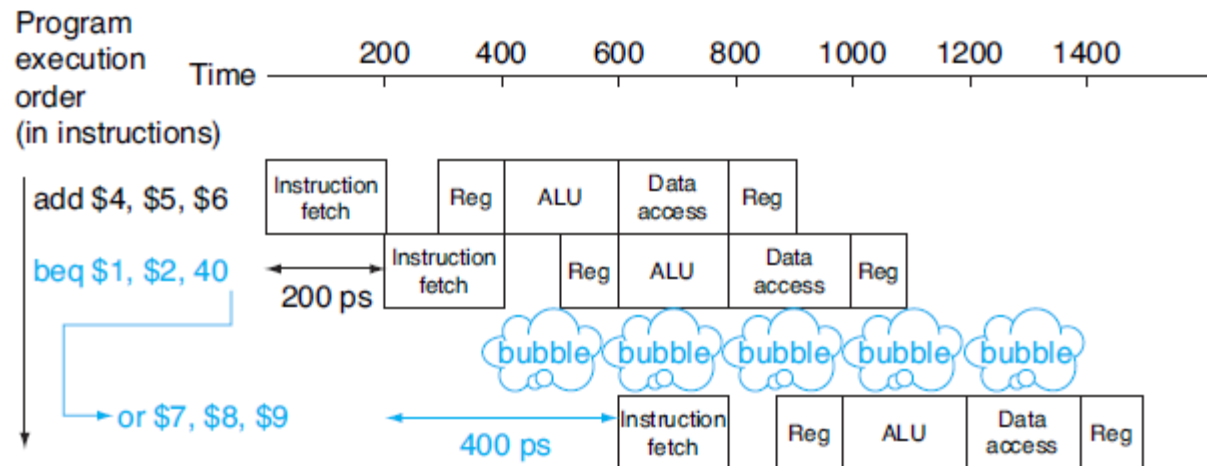 Program
execution
order
(in instructions)
Time
200 400 600 800 1000 1200 1400
add $4, $5, $6
Instruction
fetch
Reg
ALU
Data
access
Reg
beq $1, $2, 40
200 ps
Instruction
fetch
Reg
ALU
Data
access
Reg
bubble bubble bubble bubble bubble
or $7, $8, $9
400 ps
Instruction
fetch
Reg
ALU
Data
access
Reg